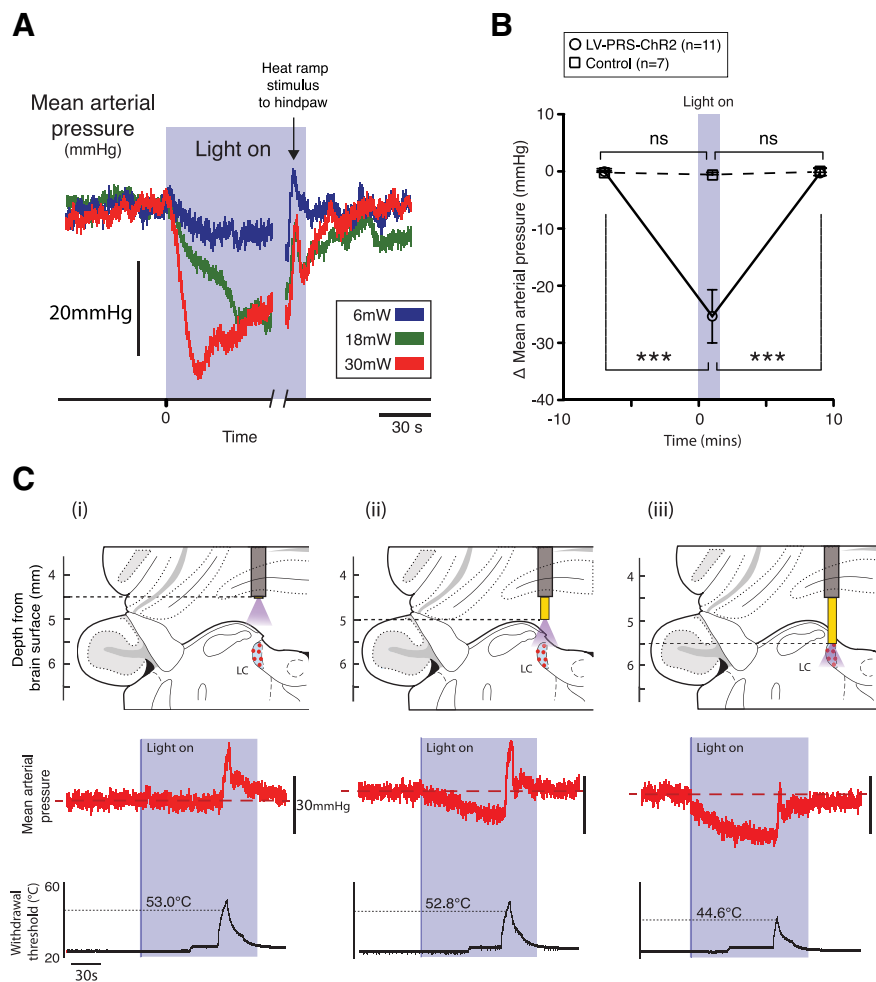 A
Mean arterial
pressure
(mmHg)
Heat ramp
stimulus
to hindpaw
Light on
20mmHg
6mW
18mW
30mW
0
Time
30 s
B
LV-PRS-ChR2 (n=11)
Control (n=7)
Light on
Δ Mean arterial pressure (mmHg)
10
0
-10
-20
-30
-40
ns
ns
***
***
-10
0
10
Time (mins)
C
(i)
(ii)
(iii)
Depth from
brain surface (mm)
4
5
6
LC
4
5
6
LC
4
5
6
LC
Mean arterial
pressure
Light on
30mmHg
Light on
Light on
Withdrawal
threshold (°C)
60
20
53.0°C
52.8°C
44.6°C
30s